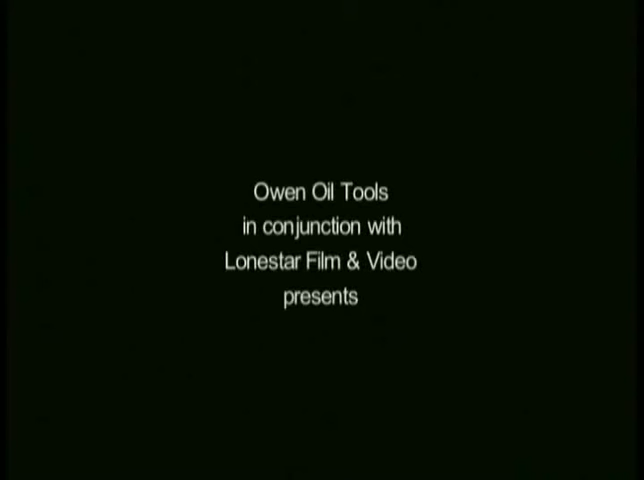 Owen Oil Tools
in conjunction with
Lonestar Film & Video
presents